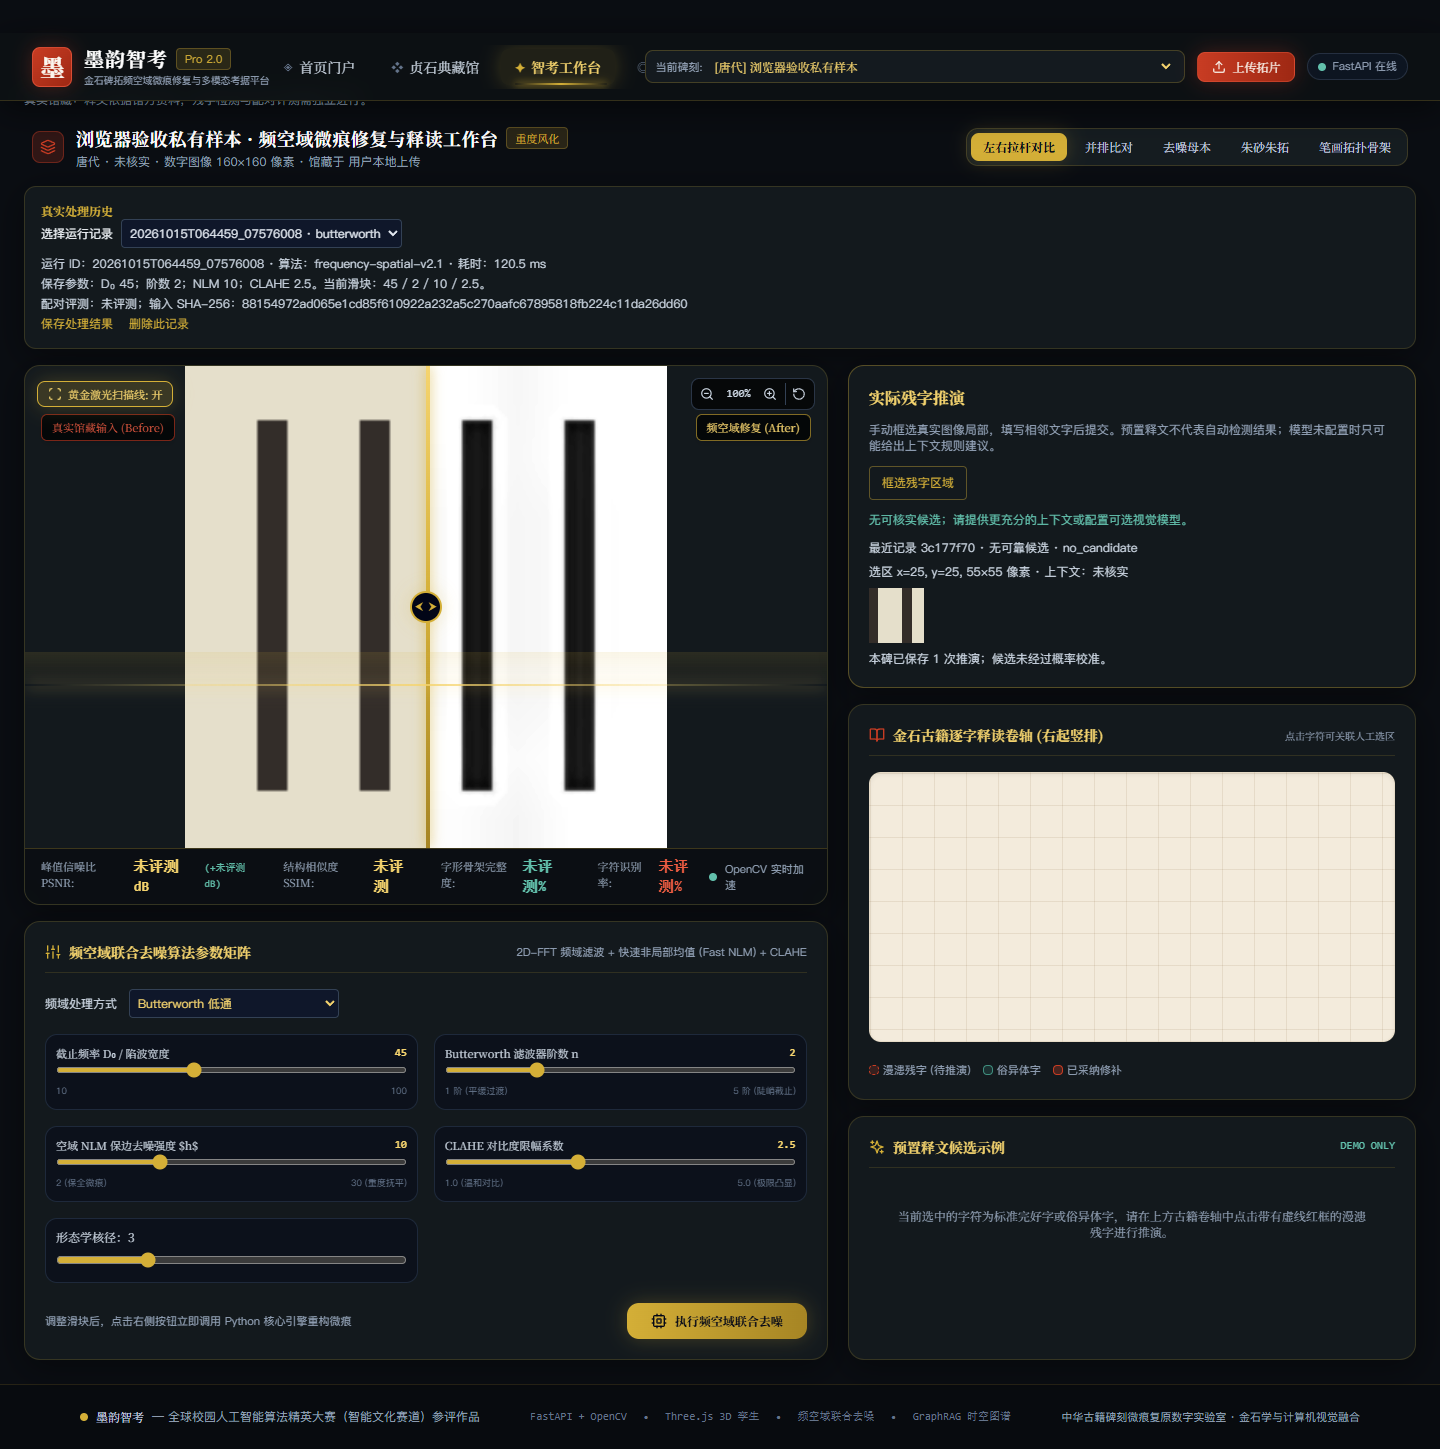 墨
墨韵智考 Pro 2.0
金石碑拓频空域微痕修复与多模态考据平台
首页门户
贞石典藏馆
智考工作台
当前碑刻: [唐代] 浏览器验收私有样本
上传拓片
FastAPI 在线
浏览器验收私有样本 · 频空域微痕修复与释读工作台 重度风化
唐代 · 未核实 · 数字图像 160×160 像素 · 馆藏于 用户本地上传
左右拉杆对比 并排比对 去噪母本 朱砂朱拓 笔画拓扑骨架
真实处理历史
选择运行记录 20261015T064459_07576008 · butterworth
运行 ID：20261015T064459_07576008 · 算法：frequency-spatial-v2.1 · 耗时：120.5 ms
保存参数：D₀ 45；阶数 2；NLM 10；CLAHE 2.5。当前滑块：45 / 2 / 10 / 2.5。
配对评测：未评测；输入 SHA-256：88154972ad065e1cd85f610922a232a5c270aafc67895818fb224c11da26dd60
保存处理结果 删除此记录
黄金激光扫描线: 开
真实馆藏输入 (Before)
100%
频空域修复 (After)
峰值信噪比 PSNR: 未评测 dB (+未评测 dB)
结构相似度 SSIM: 未评测
字形骨架完整度: 未评测%
字符识别率: 未评测%
OpenCV 实时加速
频空域联合去噪算法参数矩阵
2D-FFT 频域滤波 + 快速非局部均值 (Fast NLM) + CLAHE
频域处理方式 Butterworth 低通
截止频率 D₀ / 陷波宽度 45
10 100
Butterworth 滤波器阶数 n 2
1 阶 (平缓过渡) 5 阶 (陡峭截止)
空域 NLM 保边去噪强度 $h$ 10
2 (保全微痕) 30 (重度抚平)
CLAHE 对比度限幅系数 2.5
1.0 (温和对比) 5.0 (极限凸显)
形态学核径：3
调整滑块后，点击右侧按钮立即调用 Python 核心引擎重构微痕
执行频空域联合去噪
实际残字推演
手动框选真实图像局部，填写相邻文字后提交。预置释文不代表自动检测结果；模型未配置时只可
能给出上下文规则建议。
框选残字区域
无可核实候选；请提供更充分的上下文或配置可选视觉模型。
最近记录 3c177f70 · 无可靠候选 · no_candidate
选区 x=25, y=25, 55×55 像素 · 上下文：未核实
本碑已保存 1 次推演；候选未经过概率校准。
金石古籍逐字释读卷轴 (右起竖排)
点击字符可关联人工选区
漫漶残字 (待推演) 俗异体字 已采纳修补
预置释文候选示例
DEMO ONLY
当前选中的字符为标准完好字或俗异体字，请在上方古籍卷轴中点击带有虚线红框的漫漶
残字进行推演。
墨韵智考 — 全球校园人工智能算法精英大赛（智能文化赛道）参评作品
FastAPI + OpenCV • Three.js 3D 孪生 • 频空域联合去噪 • GraphRAG 时空图谱
中华古籍碑刻微痕复原数字实验室 · 金石学与计算机视觉融合